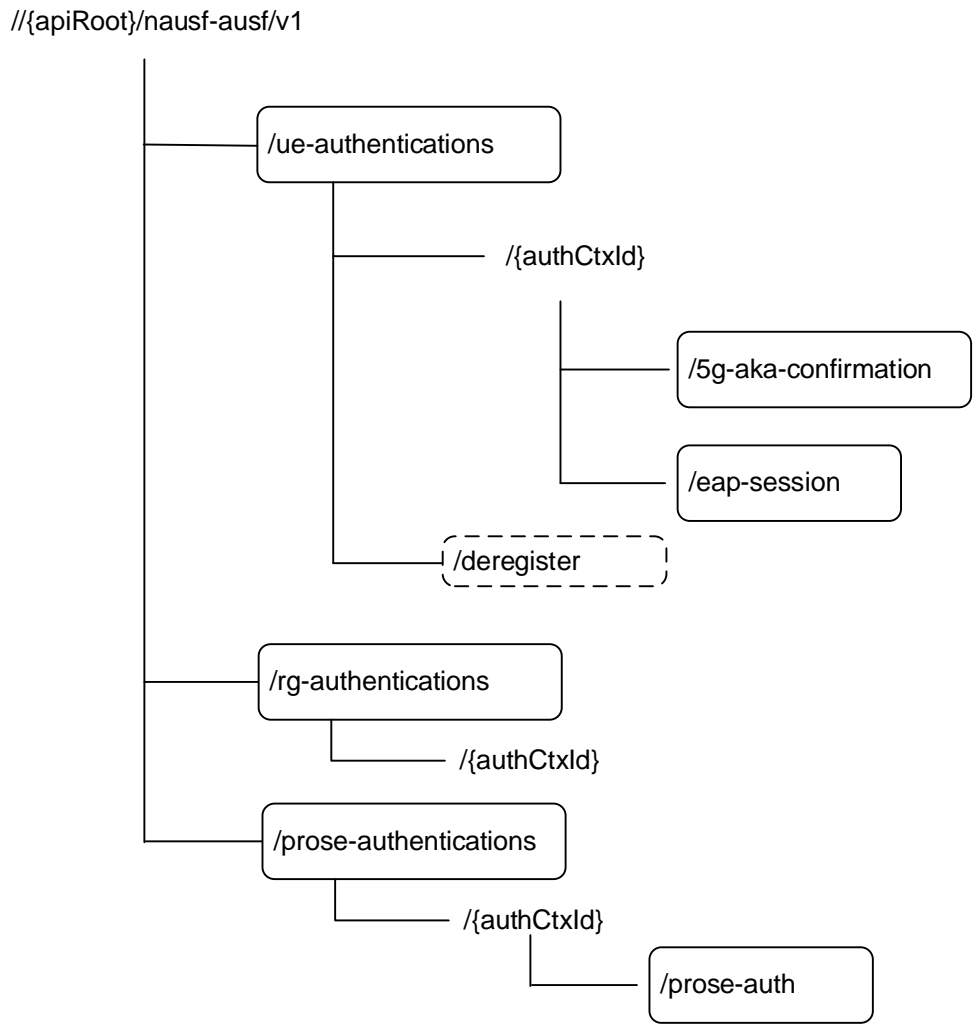 //{apiRoot}/nausf-ausf/v1
/ue-authentications
/{authCtxId}
/5g-aka-confirmation
/eap-session
/deregister
/rg-authentications
/{authCtxId}
/prose-authentications
/{authCtxId}
/prose-auth